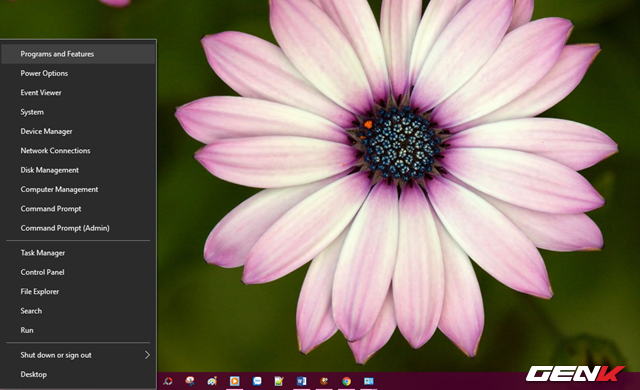 Programs and Features
Power Options
Event Viewer
System
Device Manager
Network Connections
Disk Management
Computer Management
Command Prompt
Command Prompt (Admin)
Task Manager
Control Panel
File Explorer
Search
Run
Shut down or sign out
Desktop
GENK